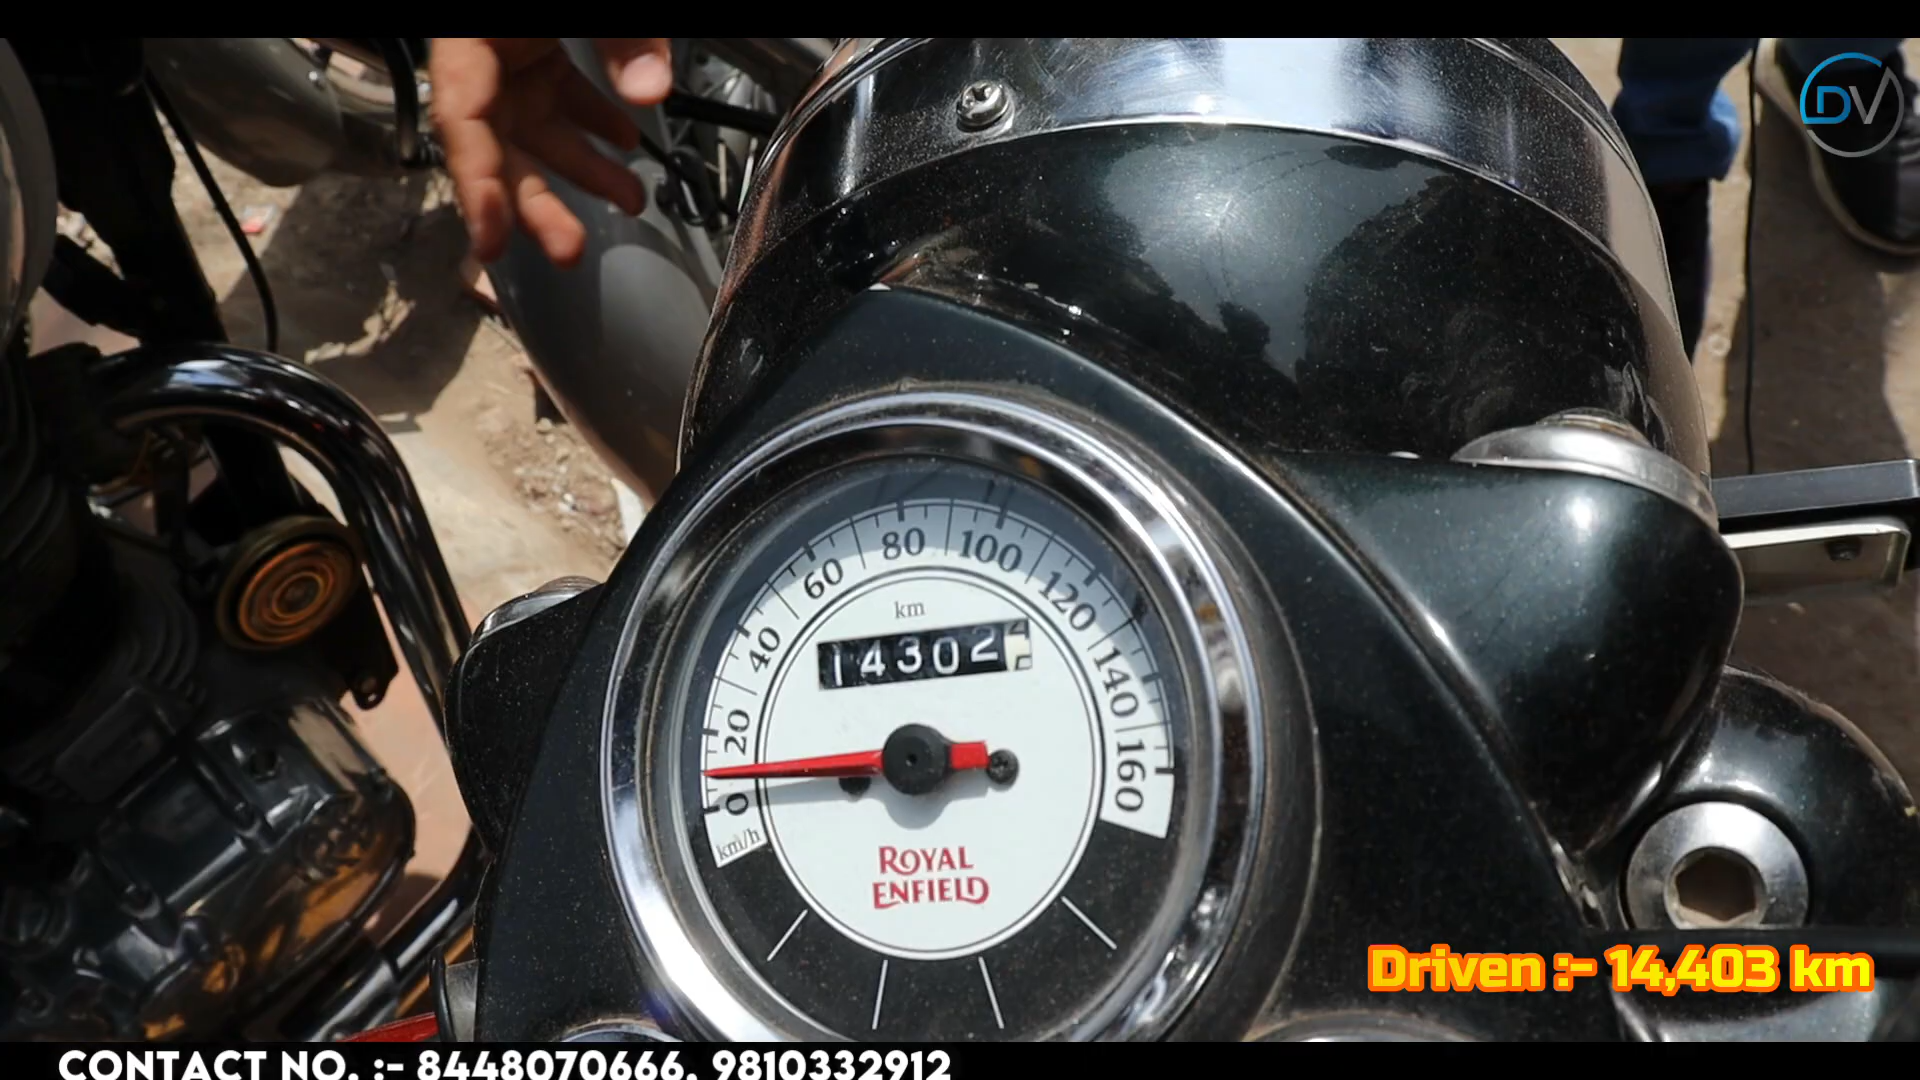 DV
80
100
60
120
km
40
14302
140
20
160
0
km/h
ROYAL
ENFIELD
Driven :- 14,403 km
CONTACT NO. :- 8448070666, 9810332912